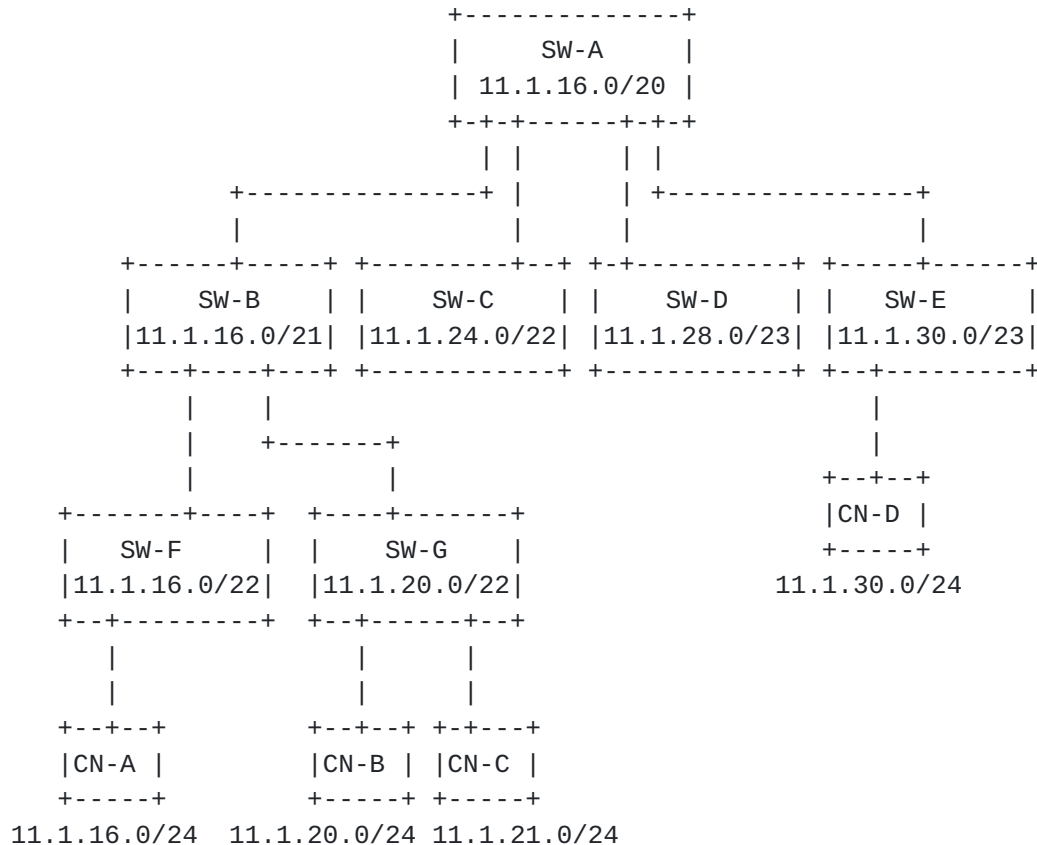 SW-A
11.1.16.0/20
SW-B SW-C SW-D SW-E
11.1.16.0/21 11.1.24.0/22 11.1.28.0/23 11.1.30.0/23
CN-D
SW-F SW-G
11.1.16.0/22 11.1.20.0/22 11.1.30.0/24
CN-A CN-B CN-C
11.1.16.0/24 11.1.20.0/24 11.1.21.0/24